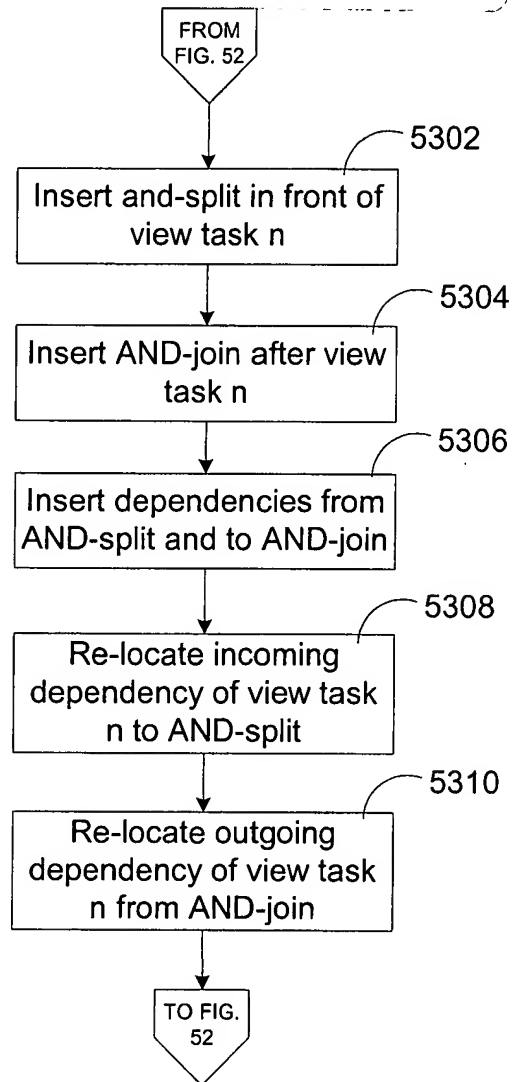 FROM
FIG. 52
5302
Insert and-split in front of
view task n
5304
Insert AND-join after view
task n
5306
Insert dependencies from
AND-split and to AND-join
5308
Re-locate incoming
dependency of view task
n to AND-split
5310
Re-locate outgoing
dependency of view task
n from AND-join
TO FIG.
52